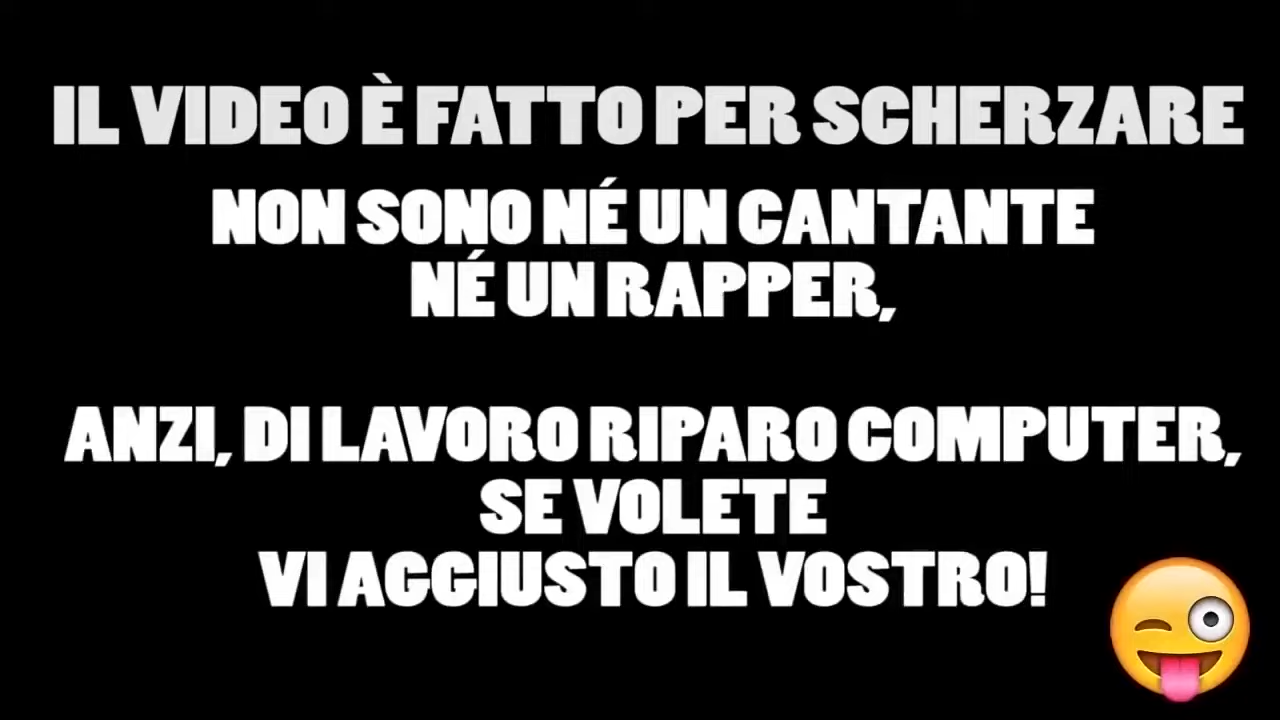 IL VIDEO È FATTO PER SCHERZARE
NON SONO NÉ UN CANTANTE
NÉ UN RAPPER,
ANZI, DI LAVORO RIPARO COMPUTER,
SE VOLETE
VI AGGIUSTO IL VOSTRO!